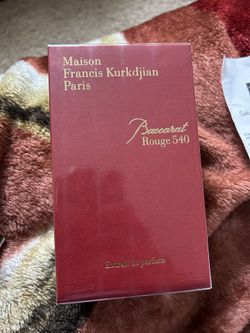 Maison
Francis Kurkdjian
Paris
Baccarat
Rouge 540
Extrait de parfum